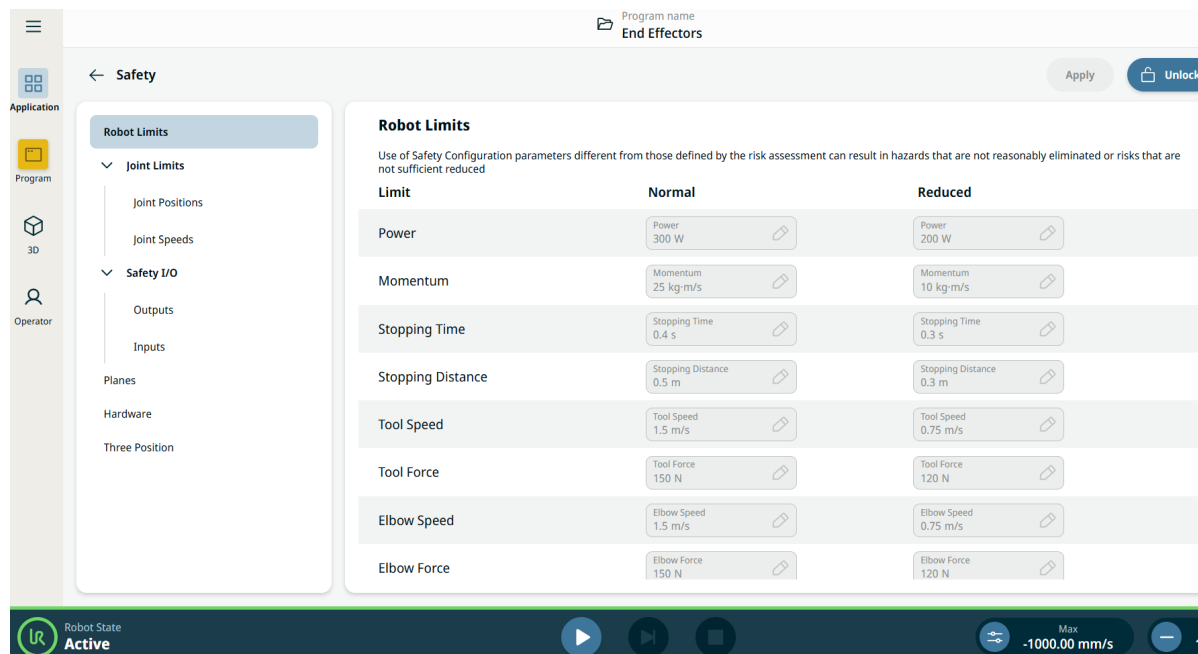 Program name
End Effectors
Safety
Apply
Unlock
Application
Program
3D
Operator
Robot Limits
Joint Limits
Joint Positions
Joint Speeds
Safety I/O
Outputs
Inputs
Planes
Hardware
Three Position
Robot Limits
Use of Safety Configuration parameters different from those defined by the risk assessment can result in hazards that are not reasonably eliminated or risks that are
not sufficient reduced
Limit Normal Reduced
Power Power 300 W Power 200 W
Momentum Momentum 25 kg·m/s Momentum 10 kg·m/s
Stopping Time Stopping Time 0.4 s Stopping Time 0.3 s
Stopping Distance Stopping Distance 0.5 m Stopping Distance 0.3 m
Tool Speed Tool Speed 1.5 m/s Tool Speed 0.75 m/s
Tool Force Tool Force 150 N Tool Force 120 N
Elbow Speed Elbow Speed 1.5 m/s Elbow Speed 0.75 m/s
Elbow Force Elbow Force 150 N Elbow Force 120 N
UR
Robot State
Active
Max
-1000.00 mm/s